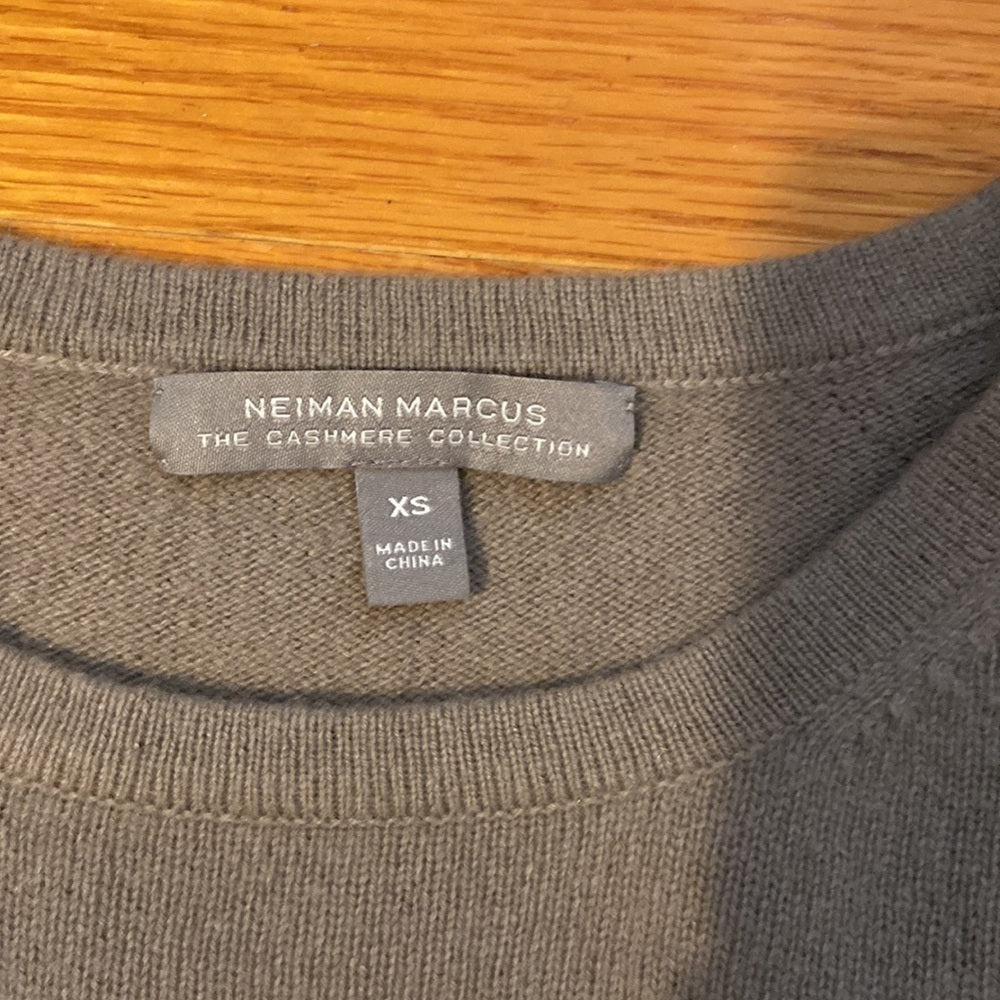 NEIMAN MARCUS
THE CASHMERE COLLECTION
XS
MADE IN
CHINA